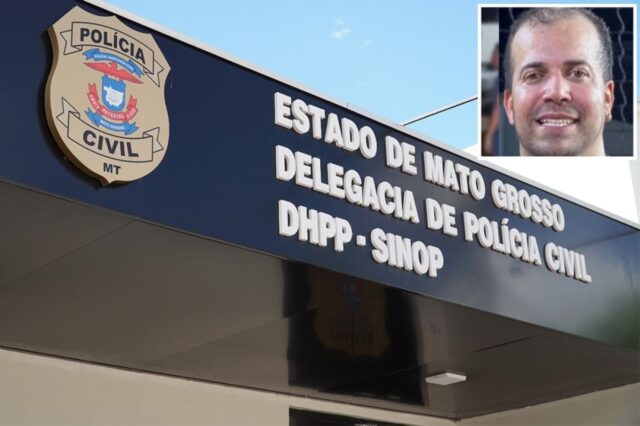 POLÍCIA
CIVIL
MT
ESTADO DE MATO GROSSO
DELEGACIA DE POLÍCIA CIVIL
DHPP - SINOP